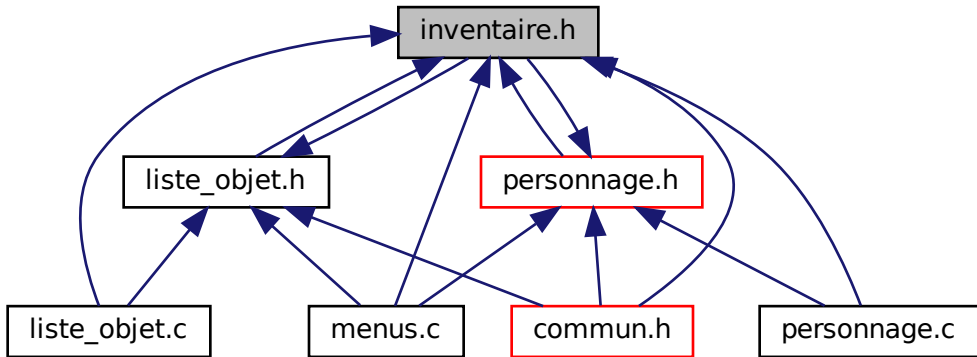 inventaire.h
liste_objet.h
personnage.h
liste_objet.c
menus.c
commun.h
personnage.c